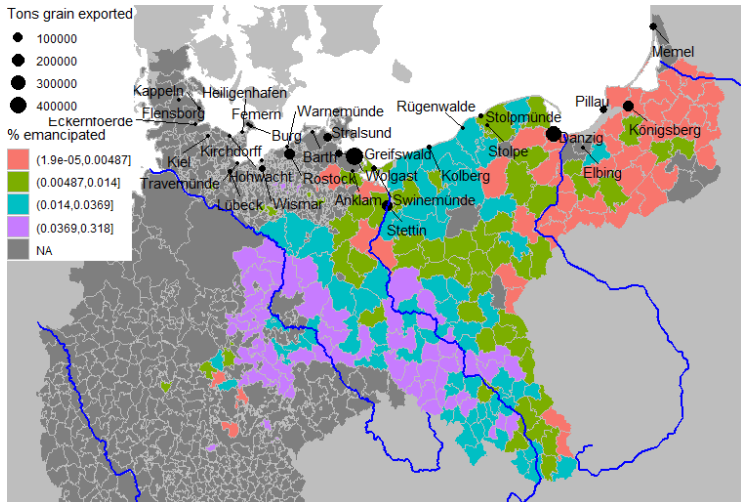 Tons grain exported
100000
200000
300000
400000
% emancipated
(1.9e-05,0.00487]
(0.00487,0.014]
(0.014,0.0369]
(0.0369,0.318]
NA
Memel
Kappeln
Heiligenhafen
Flensborg
Eckernfoerde
Femern
Warnemünde
Burg
Stralsund
Rügenwalde
Stolpmünde
Pillau
Königsberg
Kiel
Kirchdorff
Barth
Greifswald
Stolpe
Danzig
Elbing
Travemünde
Hohwacht
Rostock
Wolgast
Kolberg
Lübeck
Wismar
Anklam
Swinemünde
Stettin